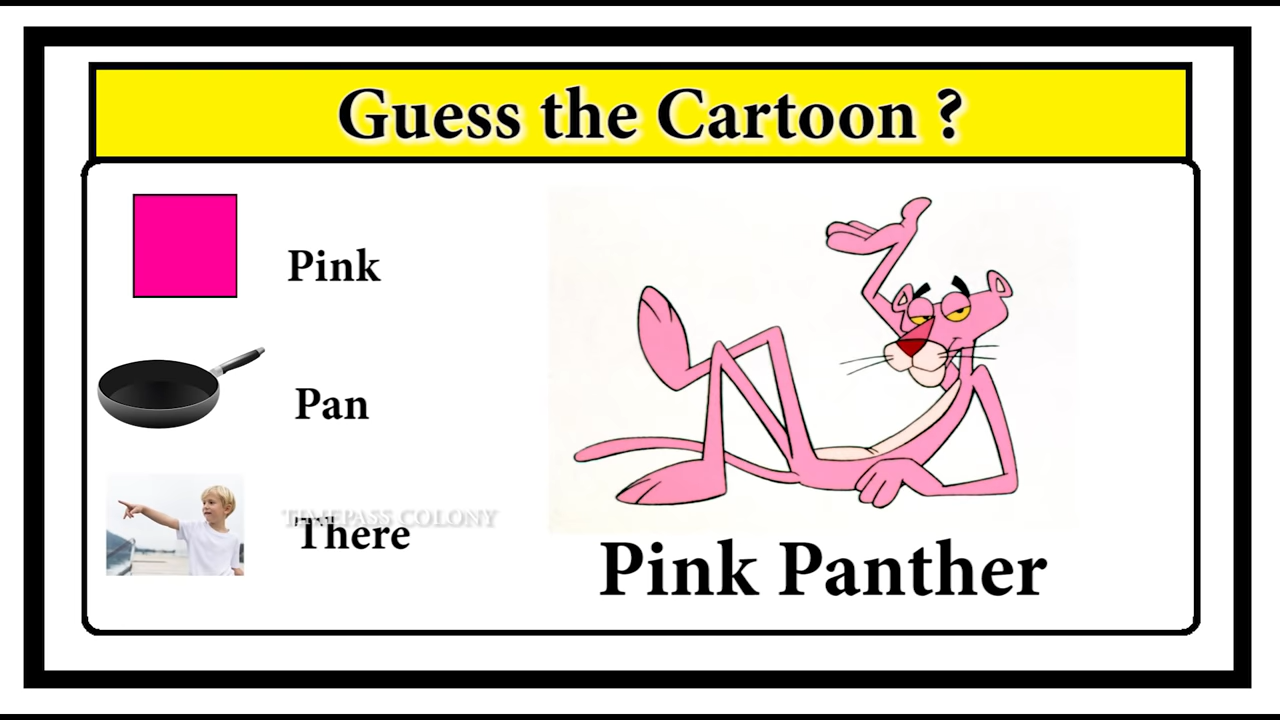 Guess the Cartoon ?
Pink
Pan
TIMEPASS COLONY
There
Pink Panther